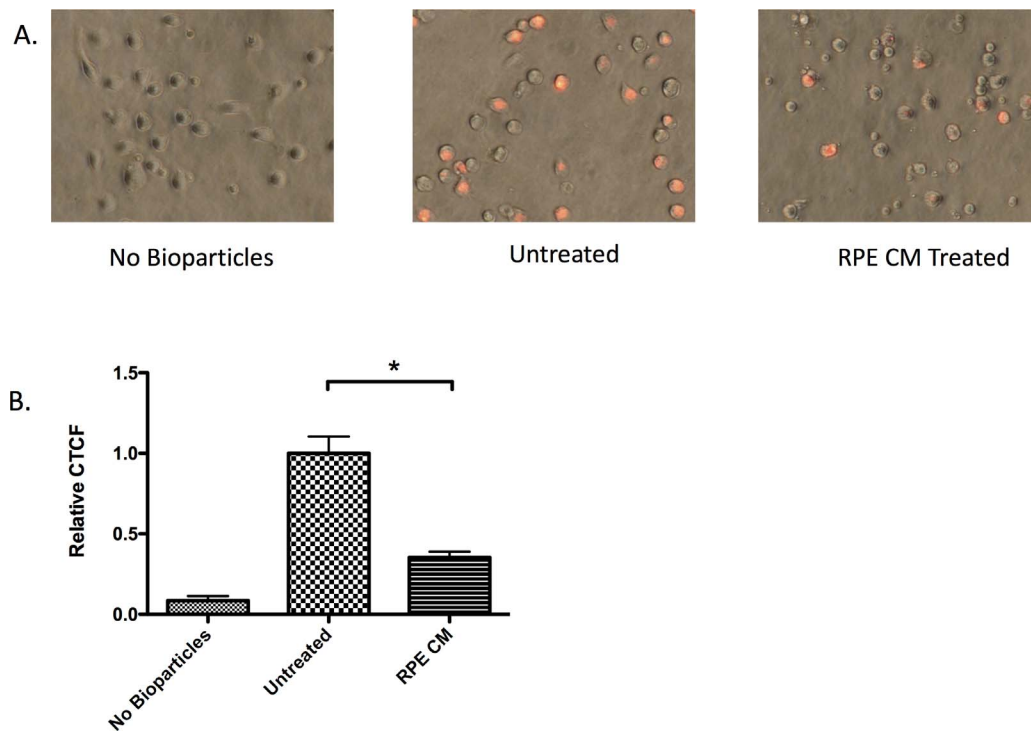 A.
No Bioparticles
Untreated
RPE CM Treated
B.
*
1.5
1.0
0.5
0.0
Relative CTCF
No Bioparticles
Untreated
RPE CM